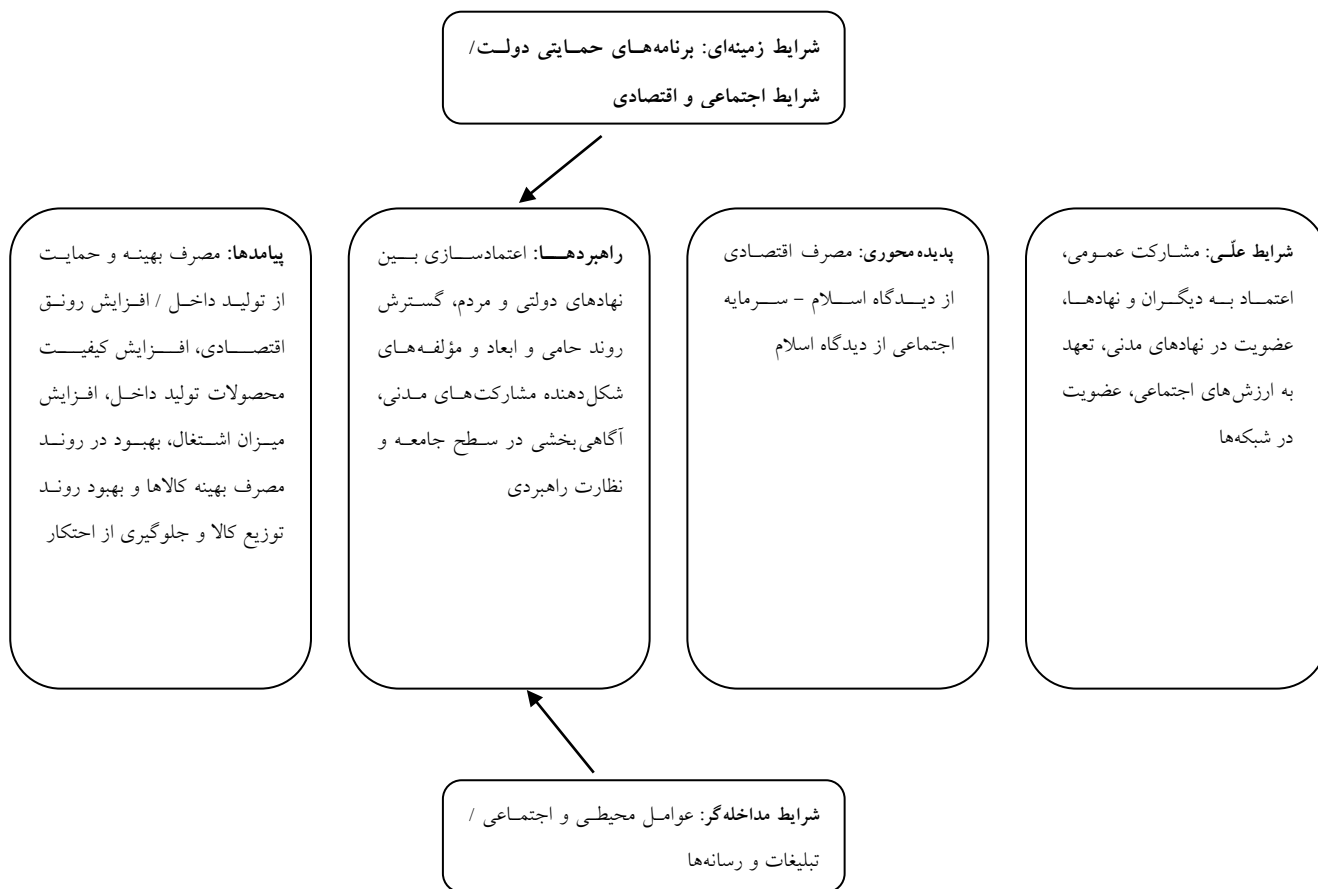 شرایط زمینه‌ای: برنامه‌های حمایتی دولت/
شرایط اجتماعی و اقتصادی
شرایط علّی: مشارکت عمومی،
اعتماد به دیگران و نهادها،
عضویت در نهادهای مدنی، تعهد
به ارزش‌های اجتماعی، عضویت
در شبکه‌ها
پدیده‌محوری: مصرف اقتصادی
از دیدگاه اسلام – سرمایه
اجتماعی از دیدگاه اسلام
راهبردها: اعتمادسازی بین
نهادهای دولتی و مردم، گسترش
روند حامی و ابعاد و مؤلفه‌های
شکل‌دهنده مشارکت‌های مدنی،
آگاهی‌بخشی در سطح جامعه و
نظارت راهبردی
پیامدها: مصرف بهینه و حمایت
از تولید داخل / افزایش رونق
اقتصادی، افزایش کیفیت
محصولات تولید داخل، افزایش
میزان اشتغال، بهبود در روند
مصرف بهینه کالاها و بهبود روند
توزیع کالا و جلوگیری از احتکار
شرایط مداخله‌گر: عوامل محیطی و اجتماعی /
تبلیغات و رسانه‌ها